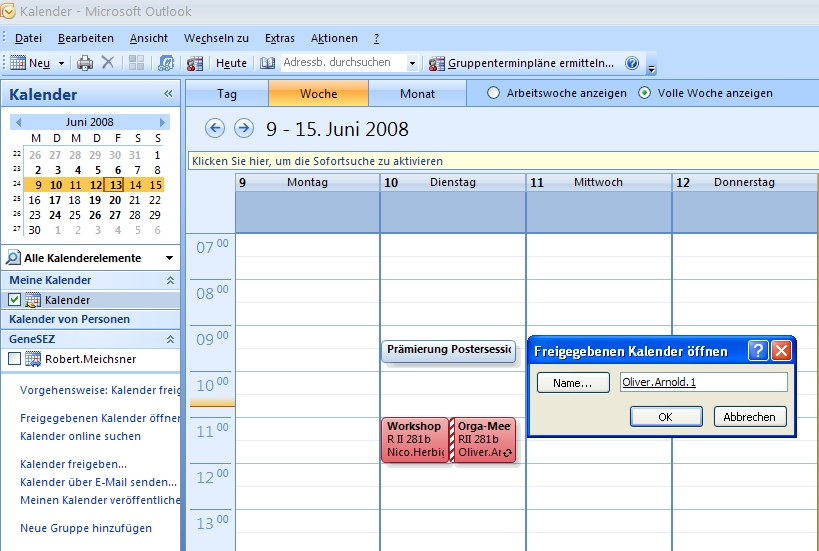 Kalender - Microsoft Outlook
Datei Bearbeiten Ansicht Wechseln zu Extras Aktionen ?
Neu Heute Adressb. durchsuchen Gruppenterminpläne ermitteln...
Kalender «
Tag Woche Monat Arbeitswoche anzeigen Volle Woche anzeigen
Juni 2008
M D M D F S S
22 26 27 28 29 30 31 1
23 2 3 4 5 6 7 8
24 9 10 11 12 13 14 15
25 16 17 18 19 20 21 22
26 23 24 25 26 27 28 29
27 30 1 2 3 4 5 6
9 - 15. Juni 2008
Klicken Sie hier, um die Sofortsuche zu aktivieren
9 Montag 10 Dienstag 11 Mittwoch 12 Donnerstag
Alle Kalenderelemente
Meine Kalender
Kalender
Kalender von Personen
GeneSEZ
Robert.Meichsner
Vorgehensweise: Kalender freig
Freigegebenen Kalender öffner
Kalender online suchen
Kalender freigeben...
Kalender über E-Mail senden...
Meinen Kalender veröffentliche
Neue Gruppe hinzufügen
07 00
08 00
09 00
10 00
11 00
12 00
13 00
Prämierung Postersessio
Workshop
R II 281b
Nico.Herbig
Orga-Mee
RII 281b
Oliver.Ar
Freigegebenen Kalender öffnen ?
Name... Oliver.Arnold.1
OK Abbrechen